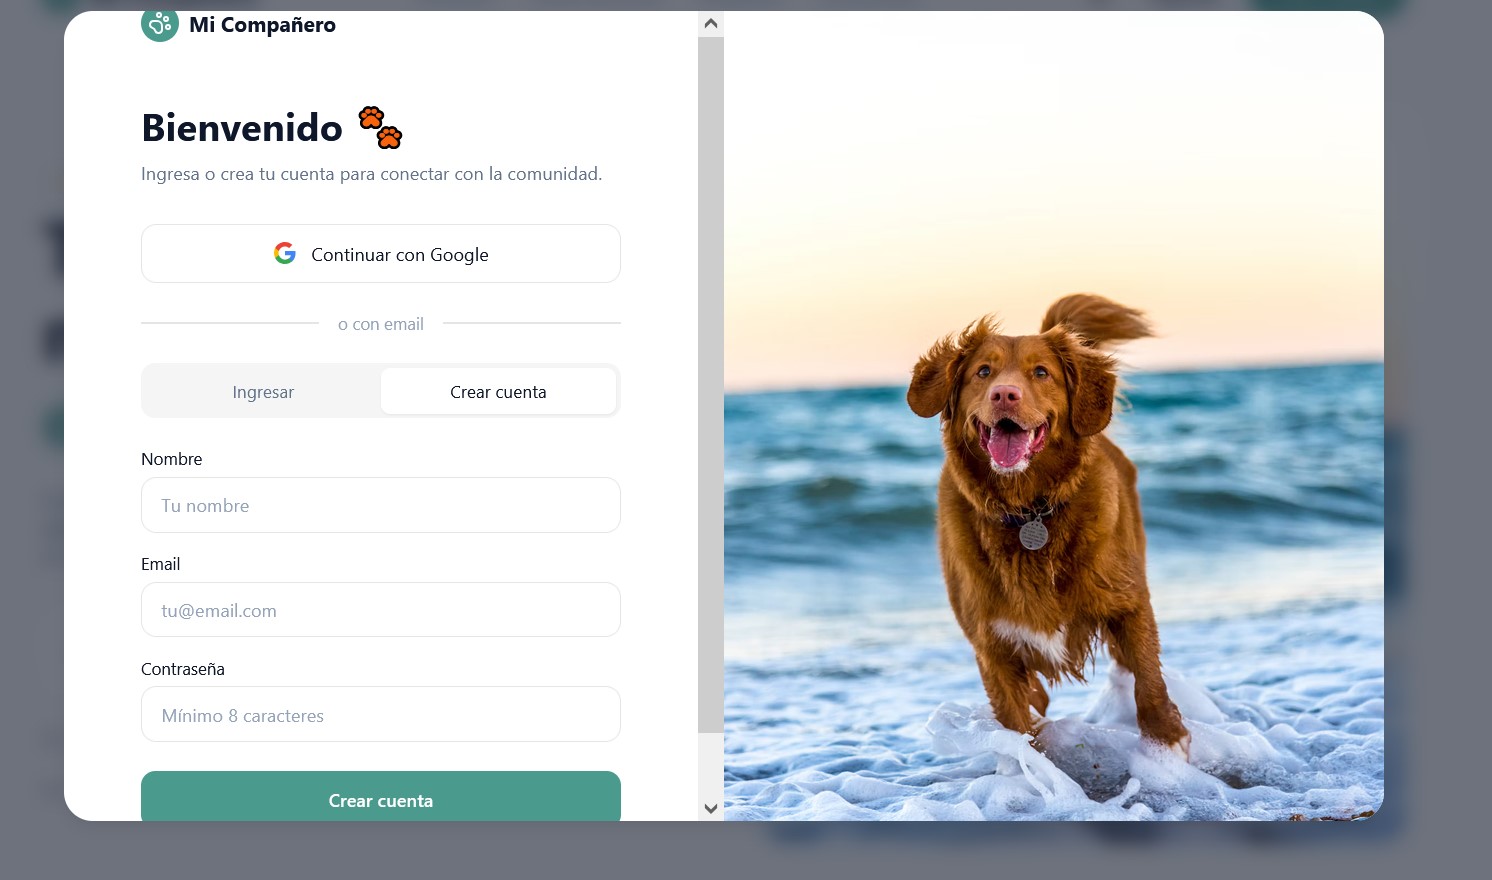 Mi Compañero
Bienvenido
Ingresa o crea tu cuenta para conectar con la comunidad.
Continuar con Google
o con email
Ingresar
Crear cuenta
Nombre
Tu nombre
Email
tu@email.com
Contraseña
Mínimo 8 caracteres
Crear cuenta